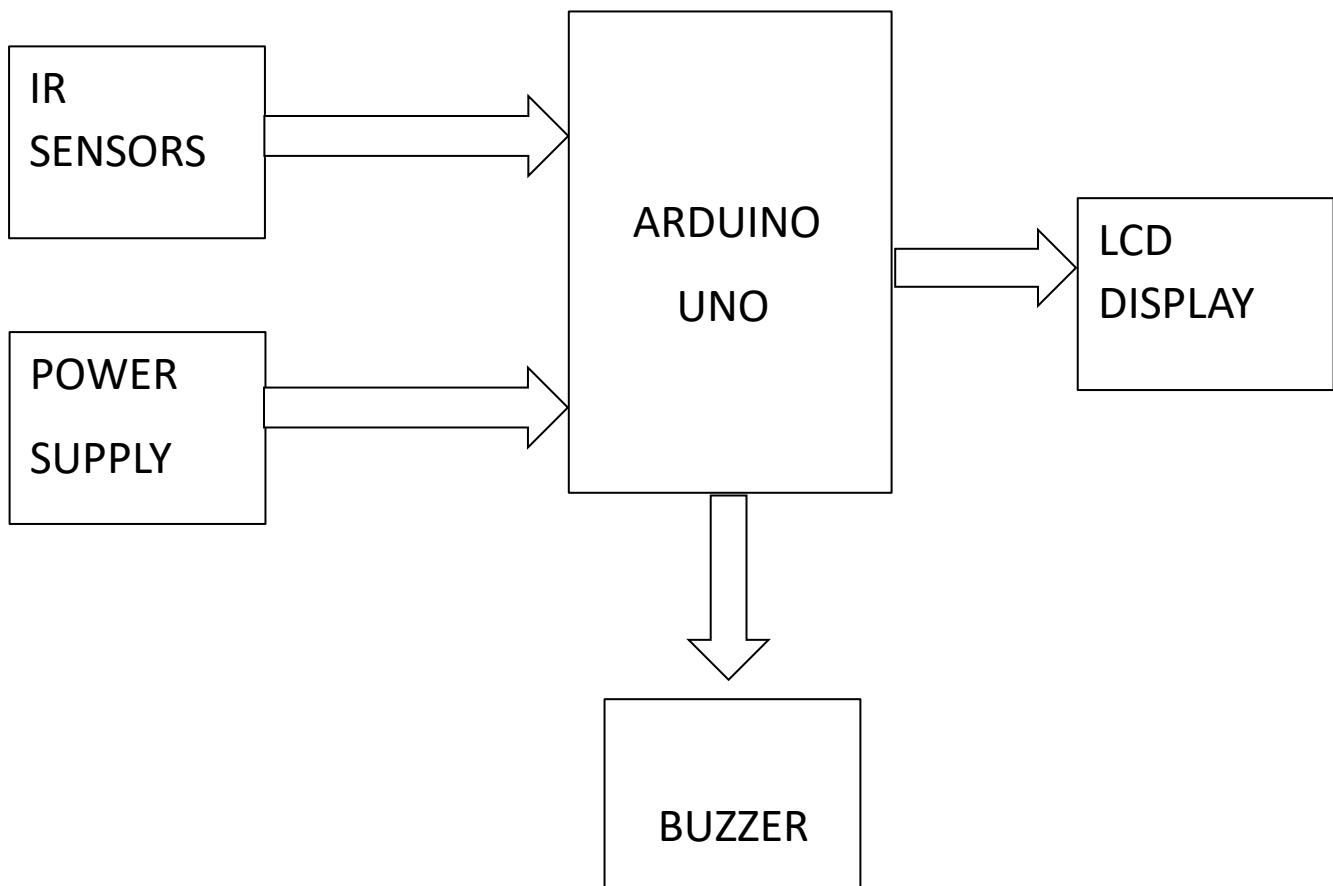 IR
SENSORS
ARDUINO
UNO
LCD
DISPLAY
POWER
SUPPLY
BUZZER